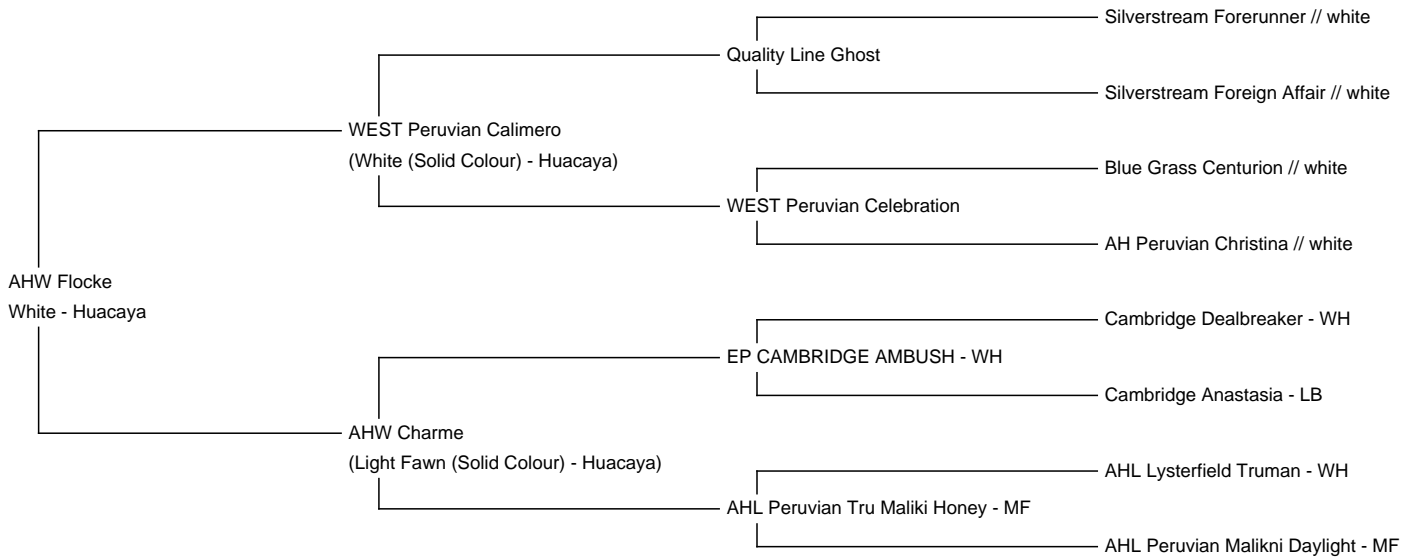 Silverstream Forerunner // white
Quality Line Ghost
Silverstream Foreign Affair // white
WEST Peruvian Calimero
(White (Solid Colour) - Huacaya)
Blue Grass Centurion // white
WEST Peruvian Celebration
AH Peruvian Christina // white
AHW Flocke
White - Huacaya
Cambridge Dealbreaker - WH
EP CAMBRIDGE AMBUSH - WH
Cambridge Anastasia - LB
AHW Charme
(Light Fawn (Solid Colour) - Huacaya)
AHL Lysterfield Truman - WH
AHL Peruvian Tru Maliki Honey - MF
AHL Peruvian Malikni Daylight - MF